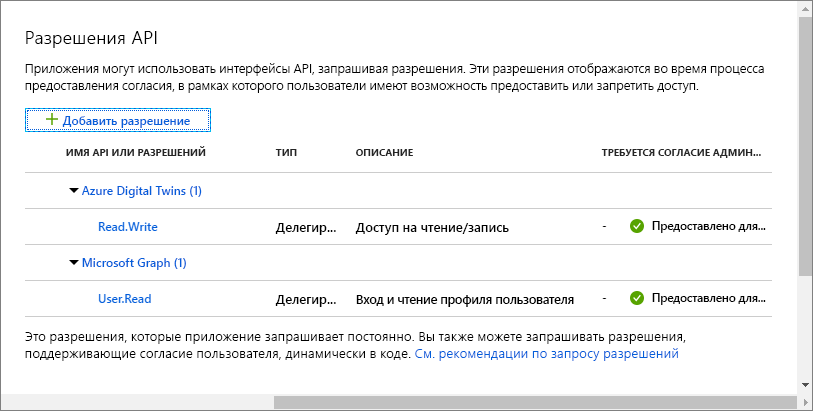 Разрешения API
Приложения могут использовать интерфейсы API, запрашивая разрешения. Эти разрешения отображаются во время процесса
предоставления согласия, в рамках которого пользователи имеют возможность предоставить или запретить доступ.
+ Добавить разрешение
ИМЯ API ИЛИ РАЗРЕШЕНИЙ ТИП ОПИСАНИЕ ТРЕБУЕТСЯ СОГЛАСИЕ АДМИН...
Azure Digital Twins (1)
Read.Write Делегир... Доступ на чтение/запись - Предоставлено для...
Microsoft Graph (1)
User.Read Делегир... Вход и чтение профиля пользователя - Предоставлено для...
Это разрешения, которые приложение запрашивает постоянно. Вы также можете запрашивать разрешения,
поддерживающие согласие пользователя, динамически в коде. См. рекомендации по запросу разрешений